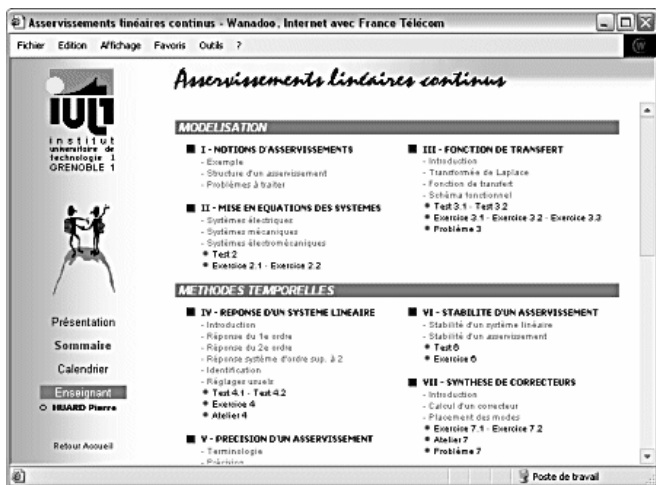 Asservissements linéaires continus - Wanadoo, Internet avec France Télécom
Fichier Edition Affichage Favoris Outils ?
IUT1
institut
universitaire de
technologie 1
GRENOBLE 1
Présentation
Sommaire
Calendrier
Enseignant
HUARD Pierre
Retour Accueil
Asservissements linéaires continus
MODELISATION
I - NOTIONS D'ASSERVISSEMENTS
- Exemple
- Structure d'un asservissement
- Problèmes à traiter
II - MISE EN EQUATIONS DES SYSTEMES
- Systèmes électriques
- Systèmes mécaniques
- Systèmes électromécaniques
Test 2
Exercice 2.1 - Exercice 2.2
III - FONCTION DE TRANSFERT
- Introduction
- Transformée de Laplace
- Fonction de transfert
- Schéma fonctionnel
Test 3.1 - Test 3.2
Exercice 3.1 - Exercice 3.2 - Exercice 3.3
Problème 3
METHODES TEMPORELLES
IV - REPONSE D'UN SYSTEME LINEAIRE
- Introduction
- Réponse du 1e ordre
- Réponse du 2e ordre
- Réponse système d'ordre sup. à 2
- Identification
- Réglages usuels
Test 4.1 - Test 4.2
Exercice 4
Atelier 4
V - PRECISION D'UN ASSERVISSEMENT
- Terminologie
- Précision
VI - STABILITE D'UN ASSERVISSEMENT
- Stabilité d'un système linéaire
- Stabilité d'un asservissement
Test 6
Exercice 6
VII - SYNTHESE DE CORRECTEURS
- Introduction
- Calcul d'un correcteur
- Placement des modes
Exercice 7.1 - Exercice 7.2
Atelier 7
Problème 7
Poste de travail